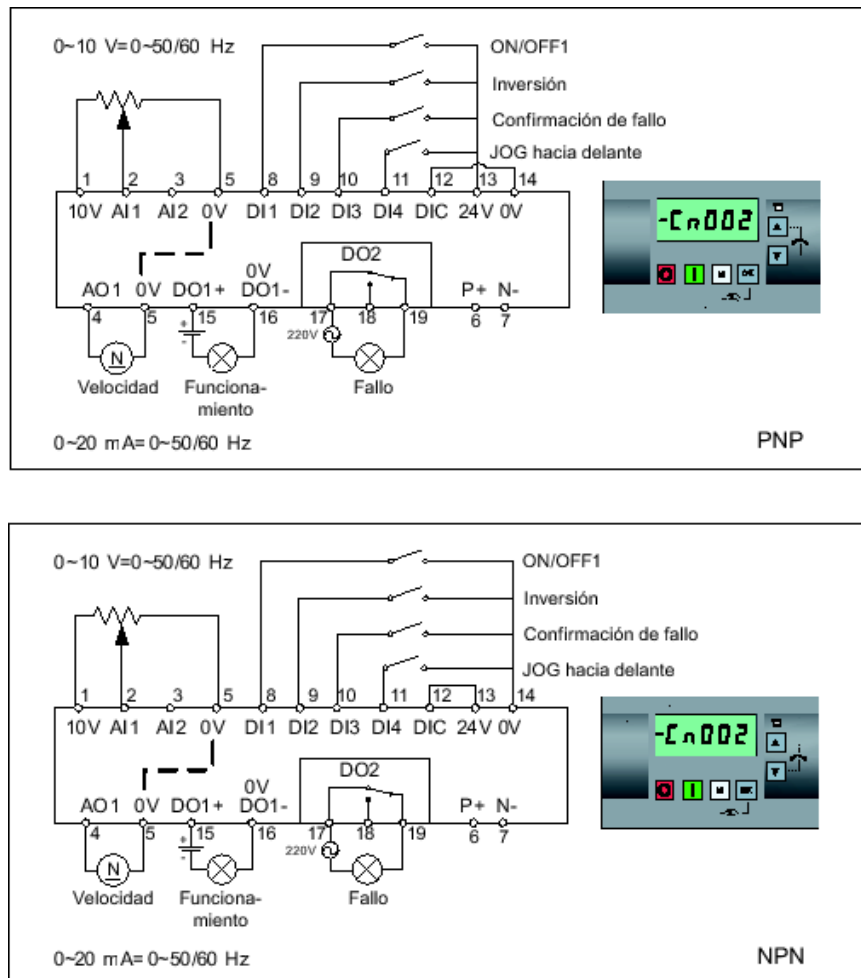 0~10 V=0~50/60 Hz
ON/OFF1
Inversión
Confirmación de fallo
JOG hacia delante
1 2 3 5 8 9 10 11 12 13 14
10V AI1 AI2 0V DI1 DI2 DI3 DI4 DIC 24V 0V
-Cn002
M OK
DO2
0V
AO1 0V DO1+ DO1- P+ N-
4 5 15 16 17 18 19 6 7
+
-
220V
N
Velocidad
Funciona-
miento
Fallo
0~20 mA=0~50/60 Hz
PNP
0~10 V=0~50/60 Hz
ON/OFF1
Inversión
Confirmación de fallo
JOG hacia delante
1 2 3 5 8 9 10 11 12 13 14
10V AI1 AI2 0V DI1 DI2 DI3 DI4 DIC 24V 0V
-Cn002
M OK
DO2
0V
AO1 0V DO1+ DO1- P+ N-
4 5 15 16 17 18 19 6 7
+
-
220V
N
Velocidad
Funciona-
miento
Fallo
0~20 mA=0~50/60 Hz
NPN